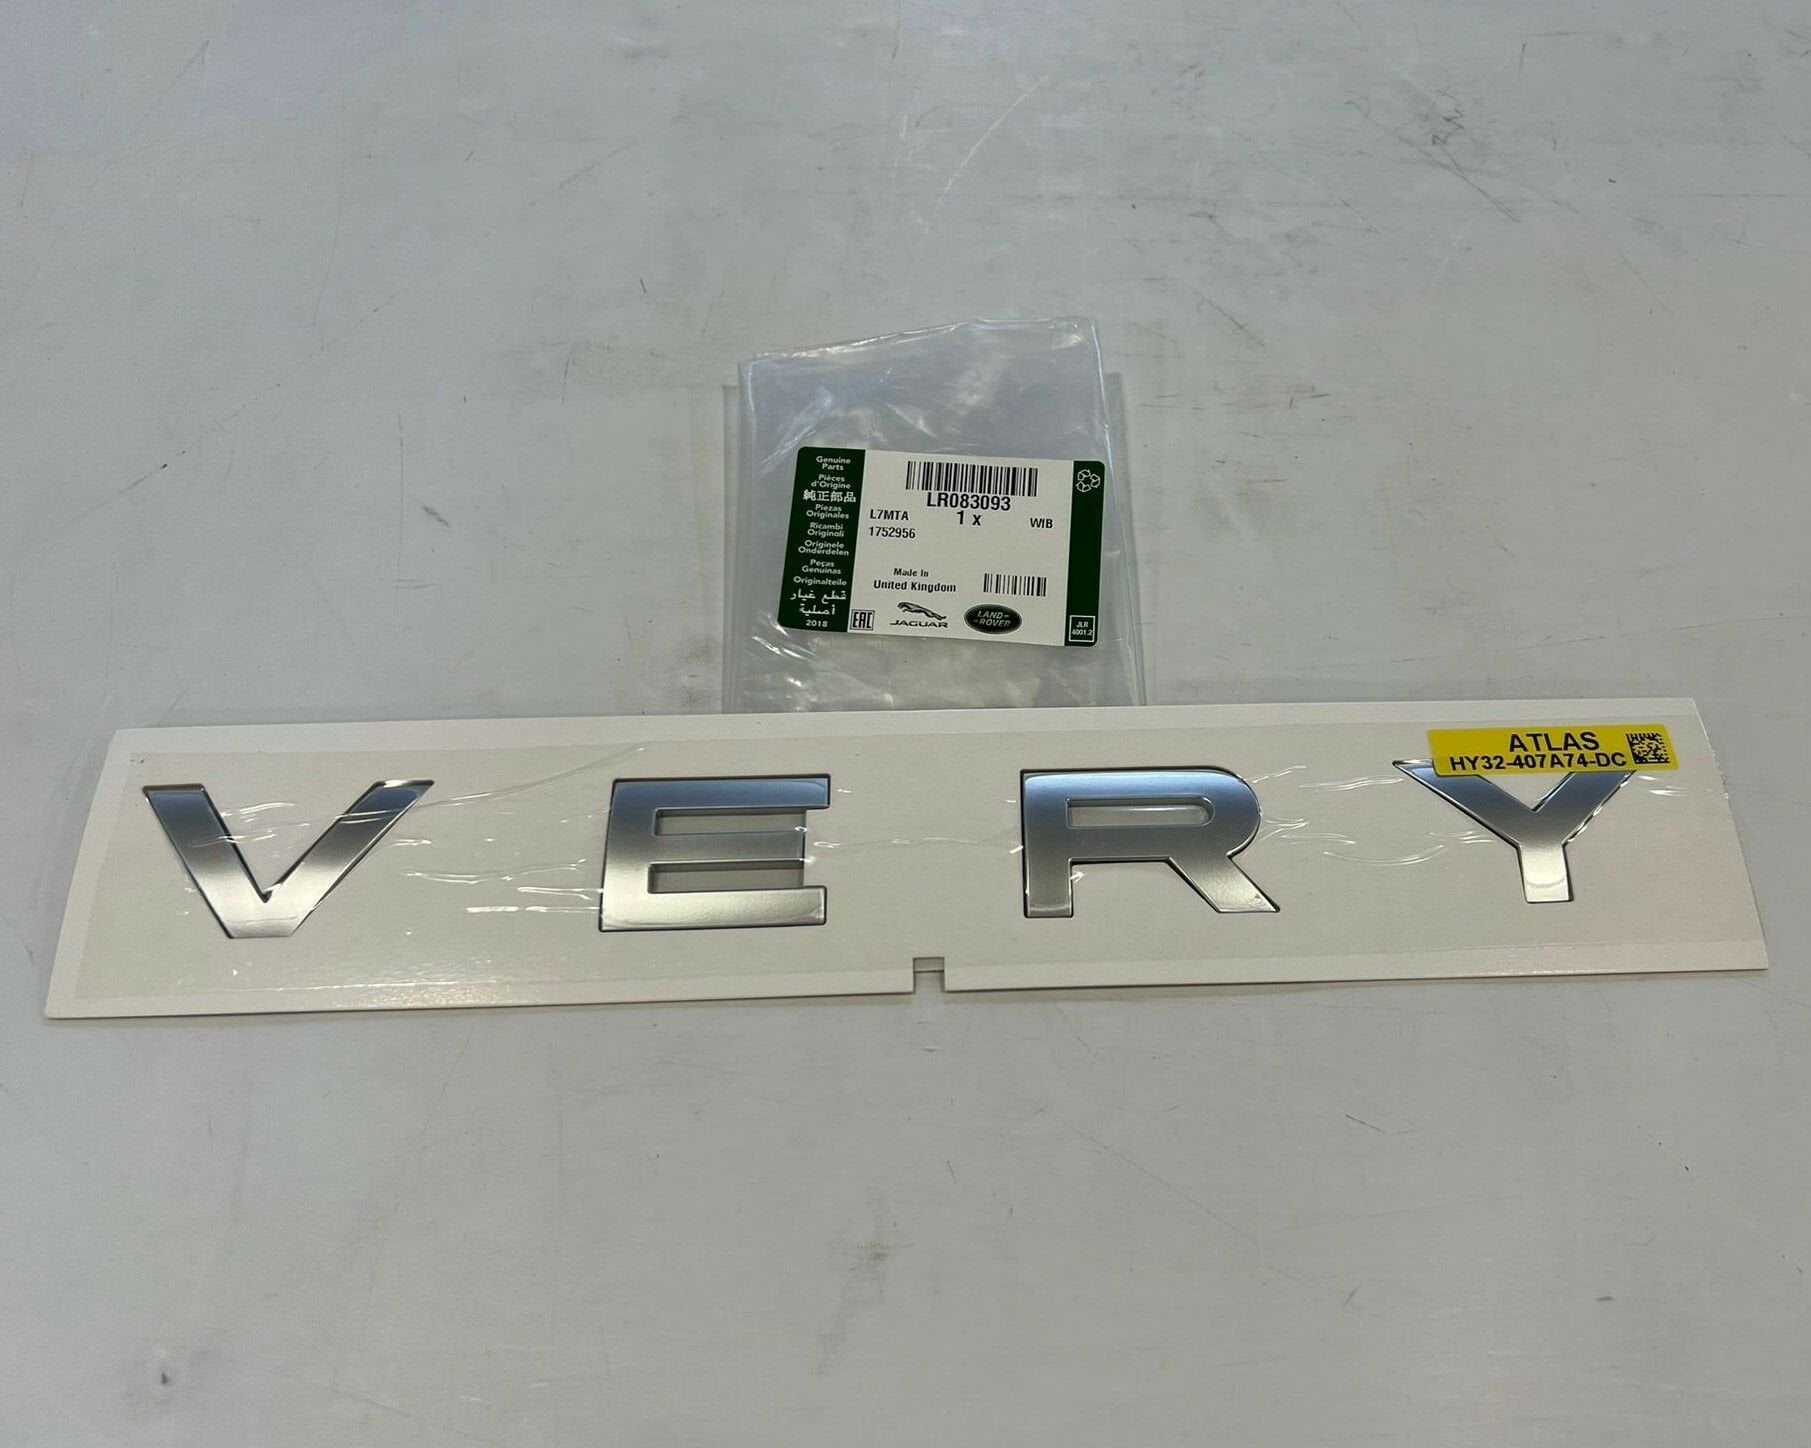 Genuine
Parts
Pièces
d'Origine
純正部品
Piezas
Originales
Ricambi
Originali
Originele
Onderdelen
Peças
Genuínas
Originalteile
قطع غيار
أصلية
2018
LR083093
L7MTA 1 x WIB
1752956
Made In
United Kingdom
EAC JAGUAR LAND-
-ROVER
JLR
4001.2
ATLAS
HY32-407A74-DC
V E R Y